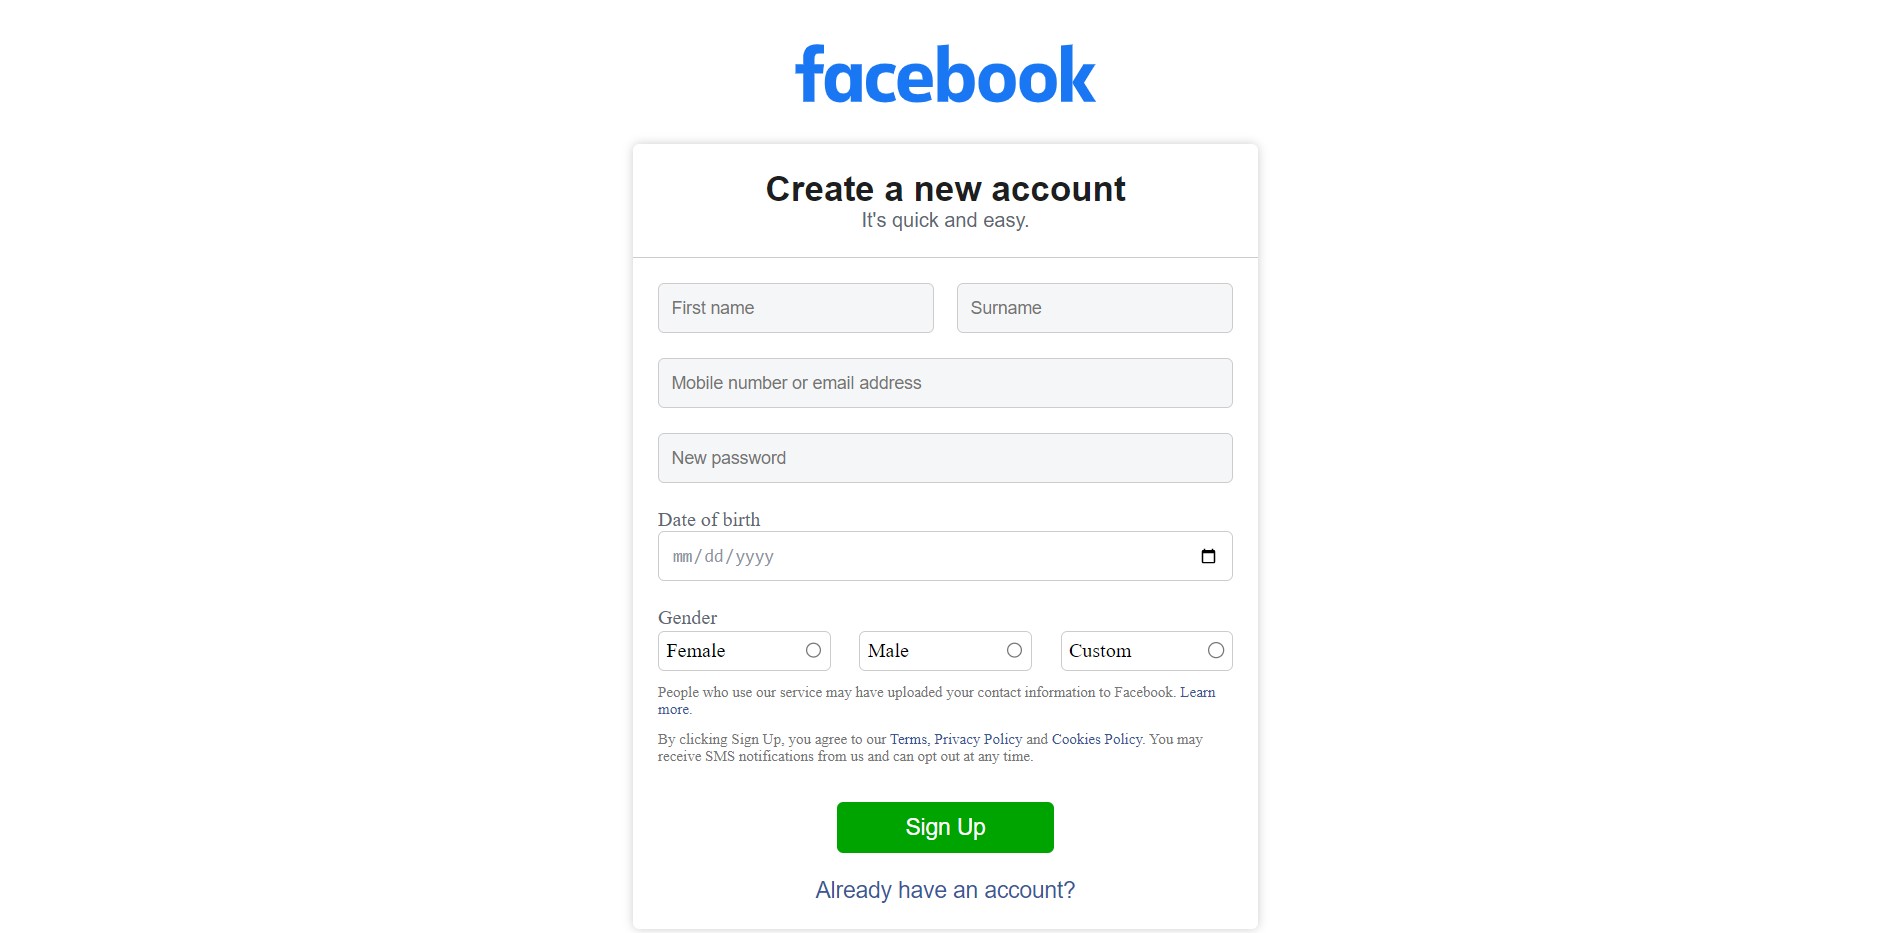 facebook
Create a new account
It's quick and easy.
First name
Surname
Mobile number or email address
New password
Date of birth
mm/dd/yyyy
Gender
Female
Male
Custom
People who use our service may have uploaded your contact information to Facebook. Learn
more.
By clicking Sign Up, you agree to our Terms, Privacy Policy and Cookies Policy. You may
receive SMS notifications from us and can opt out at any time.
Sign Up
Already have an account?